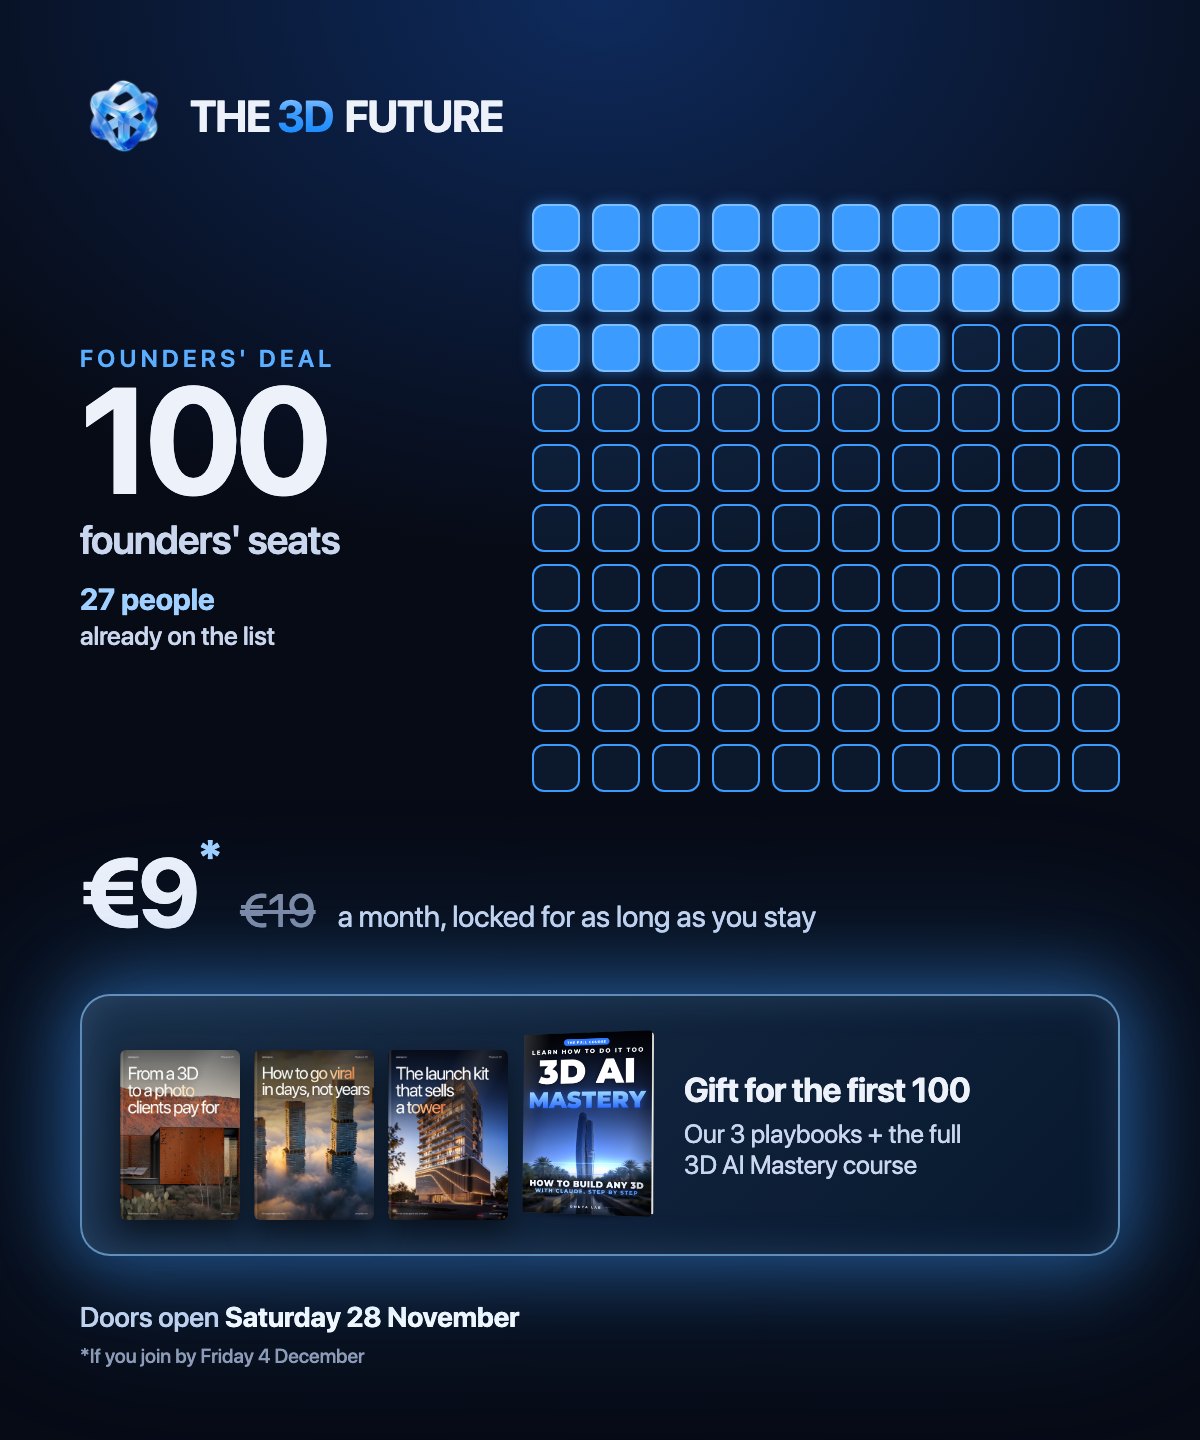 THE 3D FUTURE
FOUNDERS' DEAL
100
founders' seats
27 people
already on the list
€9*
€19 a month, locked for as long as you stay
From a 3D
to a photo
clients pay for
How to go viral
in days, not years
The launch kit
that sells
a tower
THE FULL COURSE
LEARN HOW TO DO IT TOO
3D AI
MASTERY
HOW TO BUILD ANY 3D
WITH CLAUDE, STEP BY STEP
Gift for the first 100
Our 3 playbooks + the full
3D AI Mastery course
Doors open Saturday 28 November
*If you join by Friday 4 December